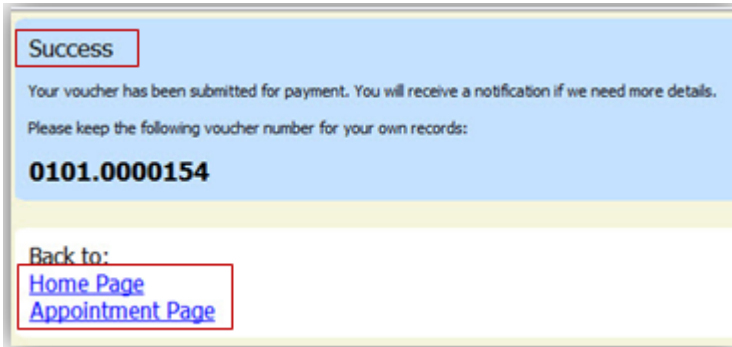 Success
Your voucher has been submitted for payment. You will receive a notification if we need more details.
Please keep the following voucher number for your own records:
0101.0000154
Back to:
Home Page
Appointment Page